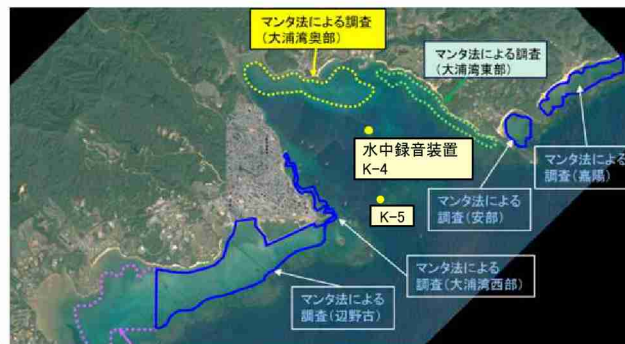 マンタ法による調査
(大浦湾奥部)
マンタ法による調査
(大浦湾東部)
水中録音装置
K-4
K-5
マンタ法による
調査(安部)
マンタ法による
調査(嘉陽)
マンタ法による
調査(大浦湾西部)
マンタ法による
調査(辺野古)